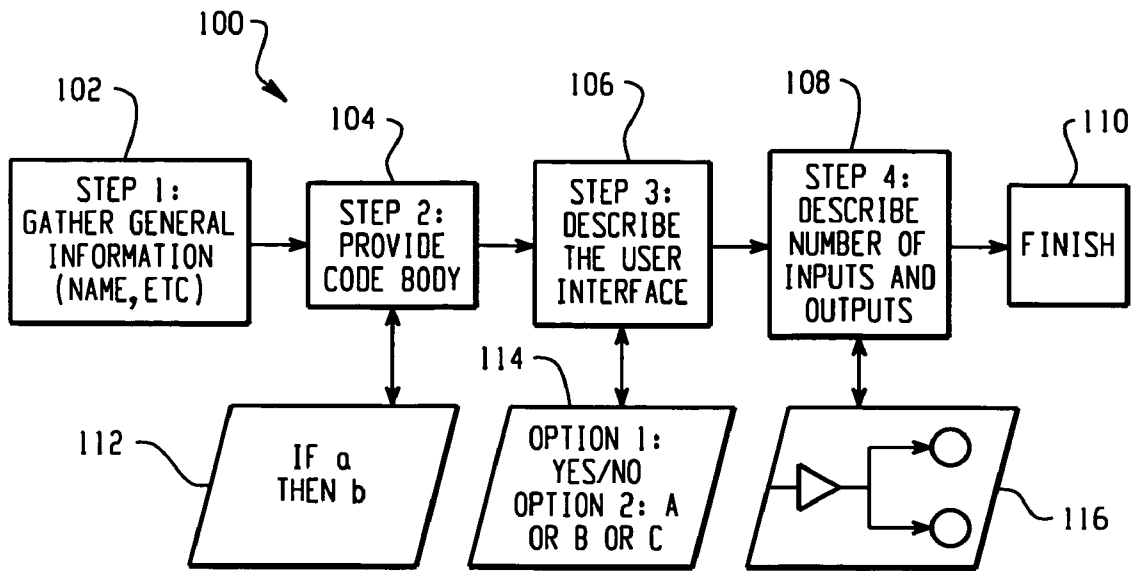 100
102
104
106
108
110
STEP 1:
GATHER GENERAL
INFORMATION
(NAME, ETC)
STEP 2:
PROVIDE
CODE BODY
STEP 3:
DESCRIBE
THE USER
INTERFACE
STEP 4:
DESCRIBE
NUMBER OF
INPUTS AND
OUTPUTS
FINISH
112
IF a
THEN b
114
OPTION 1:
YES/NO
OPTION 2: A
OR B OR C
116